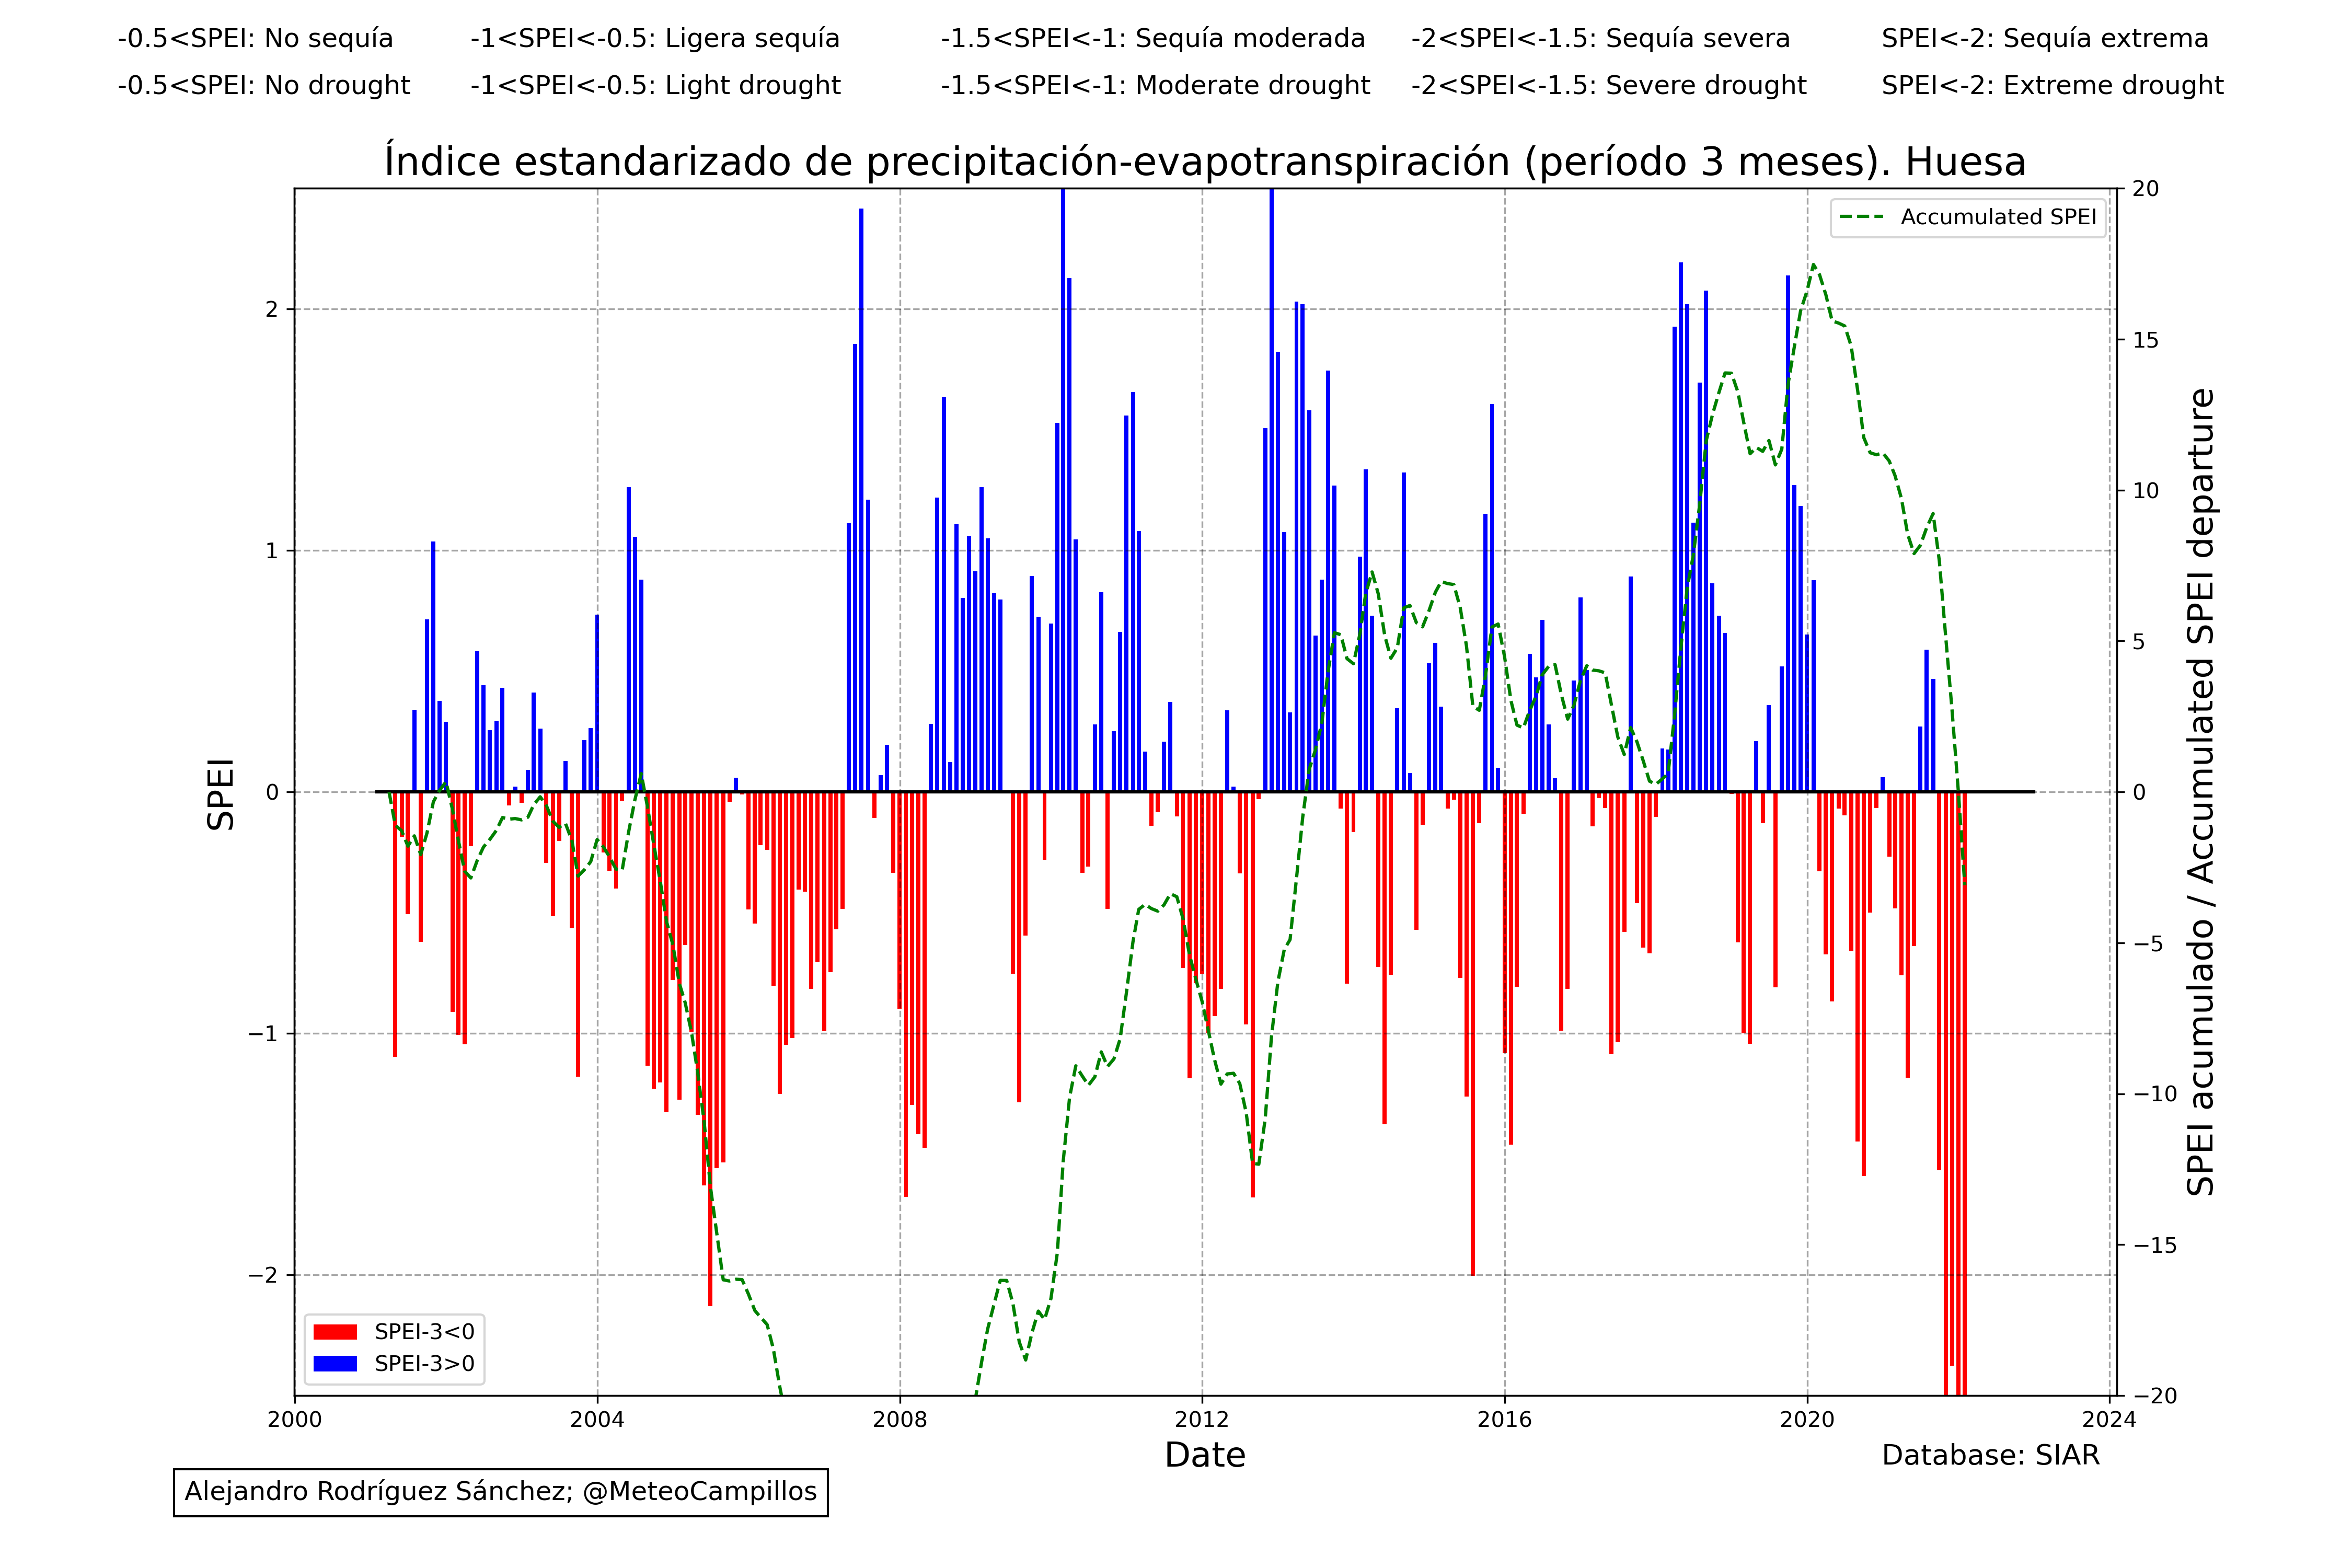 -0.5<SPEI: No sequía -1<SPEI<-0.5: Ligera sequía -1.5<SPEI<-1: Sequía moderada -2<SPEI<-1.5: Sequía severa SPEI<-2: Sequía extrema
-0.5<SPEI: No drought -1<SPEI<-0.5: Light drought -1.5<SPEI<-1: Moderate drought -2<SPEI<-1.5: Severe drought SPEI<-2: Extreme drought
Índice estandarizado de precipitación-evapotranspiración (período 3 meses). Huesa
Accumulated SPEI
SPEI
2
1
0
−1
−2
20
15
10
5
0
−5
−10
−15
−20
SPEI acumulado / Accumulated SPEI departure
SPEI-3<0
SPEI-3>0
2000 2004 2008 2012 2016 2020 2024
Date
Database: SIAR
Alejandro Rodríguez Sánchez; @MeteoCampillos